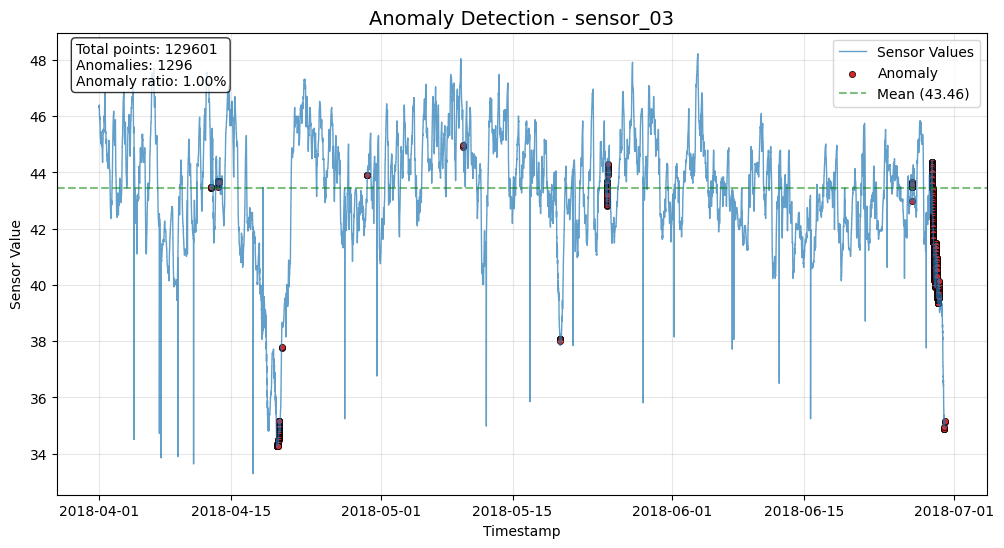 Anomaly Detection - sensor_03
Total points: 129601
Anomalies: 1296
Anomaly ratio: 1.00%
Sensor Values
Anomaly
Mean (43.46)
48
46
44
42
40
38
36
34
Sensor Value
2018-04-01 2018-04-15 2018-05-01 2018-05-15 2018-06-01 2018-06-15 2018-07-01
Timestamp